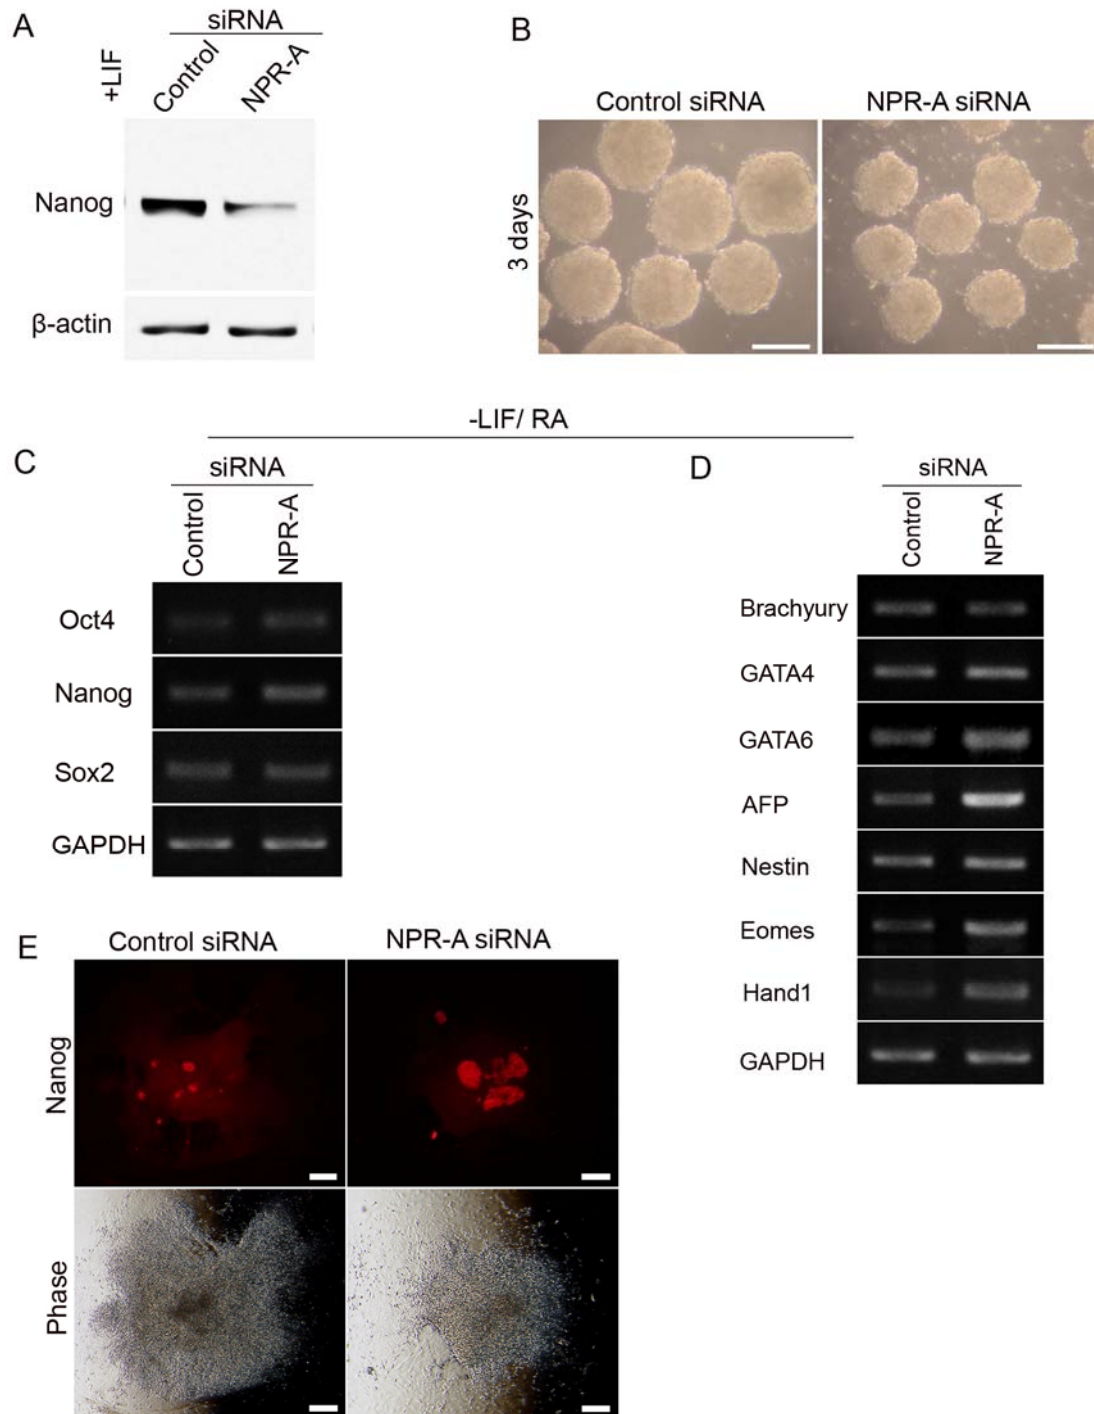 A
siRNA
+LIF
Control
NPR-A
Nanog
β-actin
B
Control siRNA
NPR-A siRNA
3 days
-LIF/ RA
C
siRNA
Control
NPR-A
Oct4
Nanog
Sox2
GAPDH
D
siRNA
Control
NPR-A
Brachyury
GATA4
GATA6
AFP
Nestin
Eomes
Hand1
GAPDH
E
Control siRNA
NPR-A siRNA
Nanog
Phase